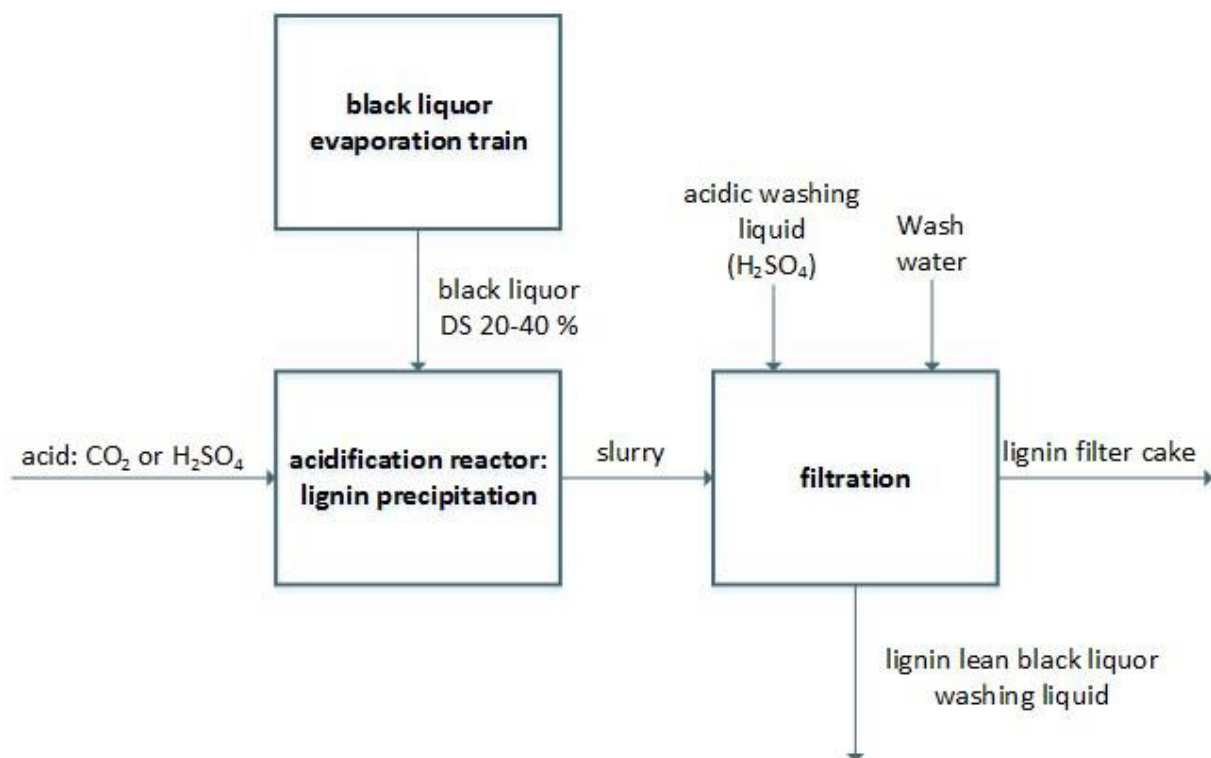 black liquor
evaporation train
acidic washing
liquid
(H₂SO₄)
Wash
water
black liquor
DS 20-40 %
acid: CO₂ or H₂SO₄
acidification reactor:
lignin precipitation
slurry
filtration
lignin filter cake
lignin lean black liquor
washing liquid